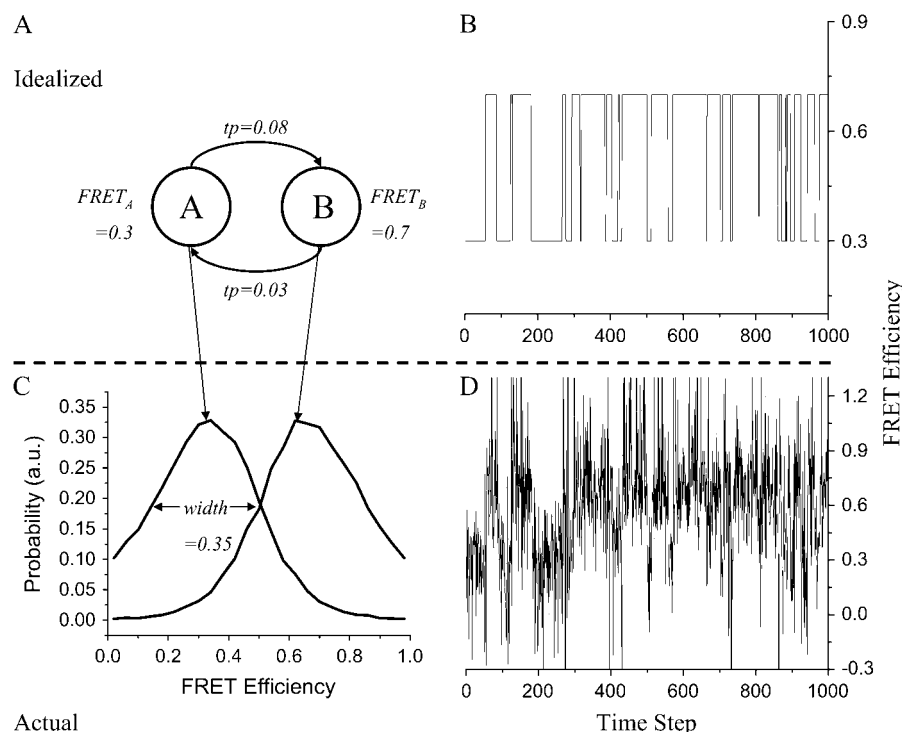 A
Idealized
tp=0.08
FRET_A
=0.3
A
B
FRET_B
=0.7
tp=0.03
B
0.9
0.6
0.3
0 200 400 600 800 1000
FRET Efficiency
C
0.35
0.30
0.25
0.20
0.15
0.10
0.05
0.00
Probability (a.u.)
width
=0.35
0.0 0.2 0.4 0.6 0.8 1.0
FRET Efficiency
Actual
D
1.2
0.9
0.6
0.3
0.0
-0.3
0 200 400 600 800 1000
Time Step